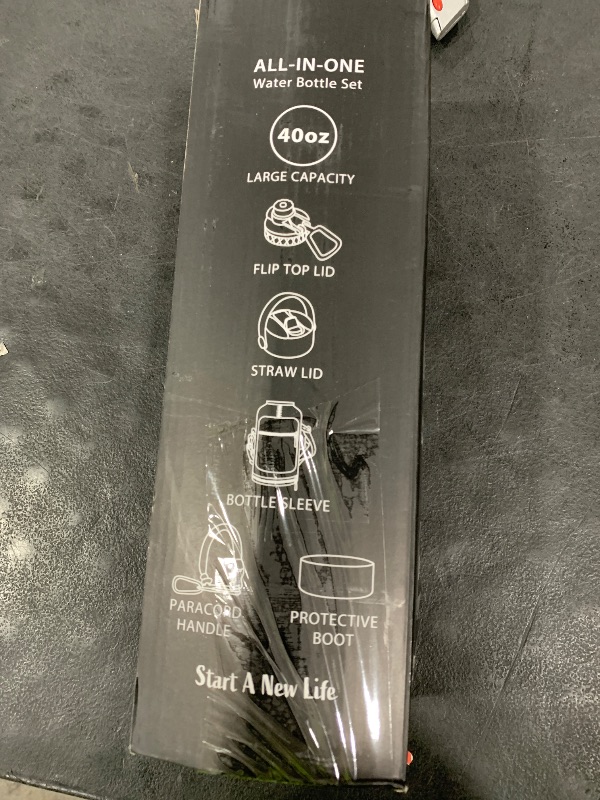 ALL-IN-ONE
Water Bottle Set
40oz
LARGE CAPACITY
FLIP TOP LID
STRAW LID
BOTTLE SLEEVE
PARACORD
HANDLE
PROTECTIVE
BOOT
Start A New Life